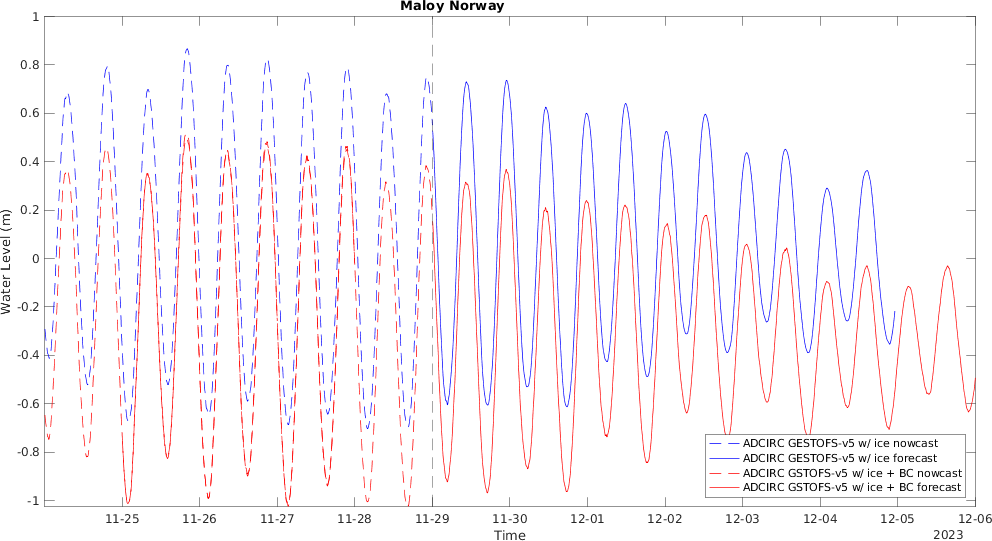 Maloy Norway
1
0.8
0.6
0.4
0.2
0
-0.2
-0.4
-0.6
-0.8
-1
Water Level (m)
11-25 11-26 11-27 11-28 11-29 11-30 12-01 12-02 12-03 12-04 12-05 12-06
Time
2023
ADCIRC GESTOFS-v5 w/ ice nowcast
ADCIRC GESTOFS-v5 w/ ice forecast
ADCIRC GSTOFS-v5 w/ ice + BC nowcast
ADCIRC GSTOFS-v5 w/ ice + BC forecast